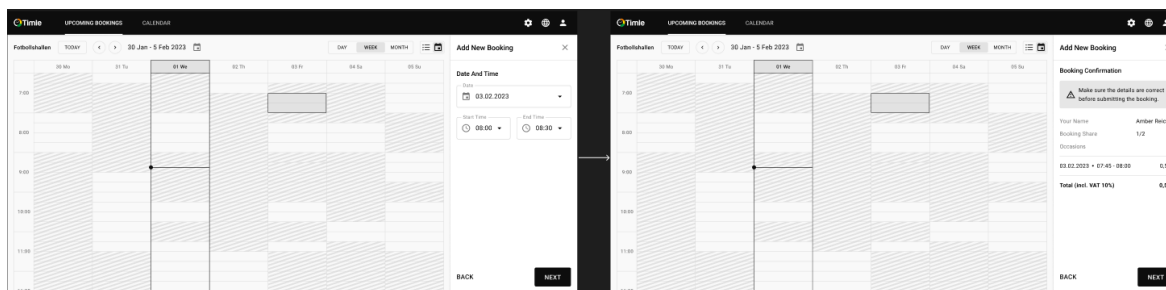 Timle UPCOMING BOOKINGS CALENDAR
Fotbollshallen TODAY 30 Jan - 5 Feb 2023 DAY WEEK MONTH
30 Mo 31 Tu 01 We 02 Th 03 Fr 04 Sa 05 Su
7:00
8:00
9:00
10:00
11:00
Add New Booking
Date And Time
Date
03.02.2023
Start Time End Time
08:00 08:30
BACK NEXT
Timle UPCOMING BOOKINGS CALENDAR
Fotbollshallen TODAY 30 Jan - 5 Feb 2023 DAY WEEK MONTH
30 Mo 31 Tu 01 We 02 Th 03 Fr 04 Sa 05 Su
7:00
8:00
9:00
10:00
11:00
Add New Booking
Booking Confirmation
Make sure the details are correct
before submitting the booking.
Your Name Amber Reic
Booking Share 1/2
Occasions
03.02.2023 • 07:45 - 08:00
Total (incl. VAT 10%)
BACK NEXT